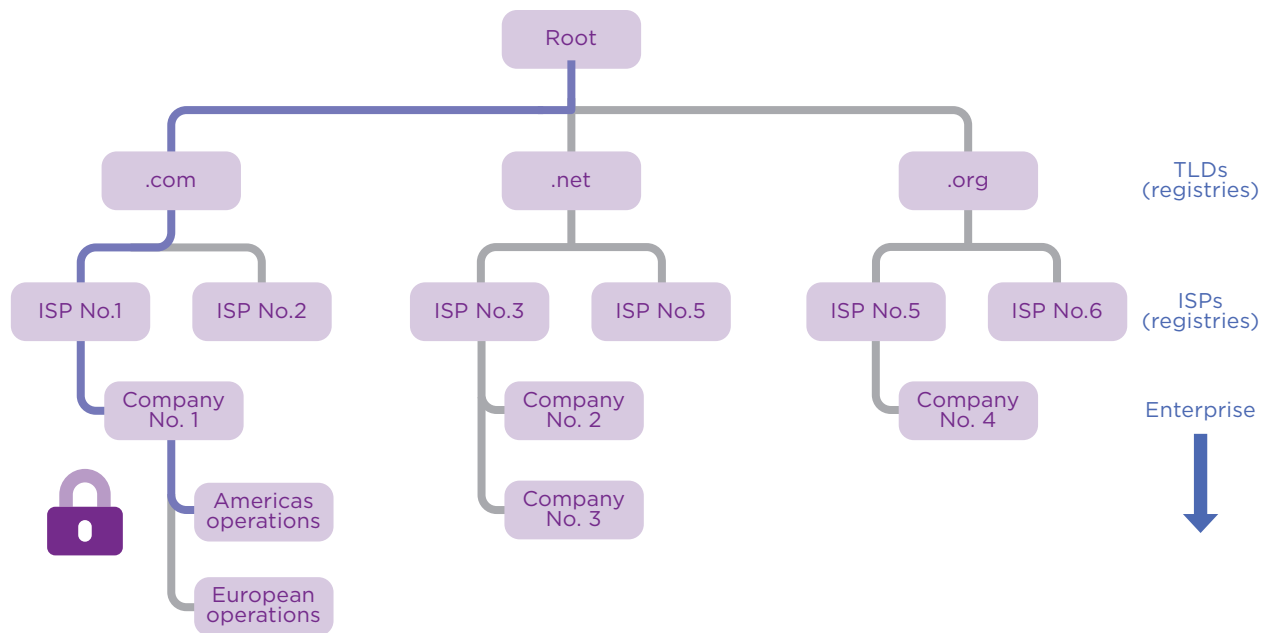 Root
.com
.net
.org
TLDs
(registries)
ISP No.1
ISP No.2
ISP No.3
ISP No.5
ISP No.5
ISP No.6
ISPs
(registries)
Company
No. 1
Company
No. 2
Company
No. 4
Enterprise
Americas
operations
Company
No. 3
European
operations